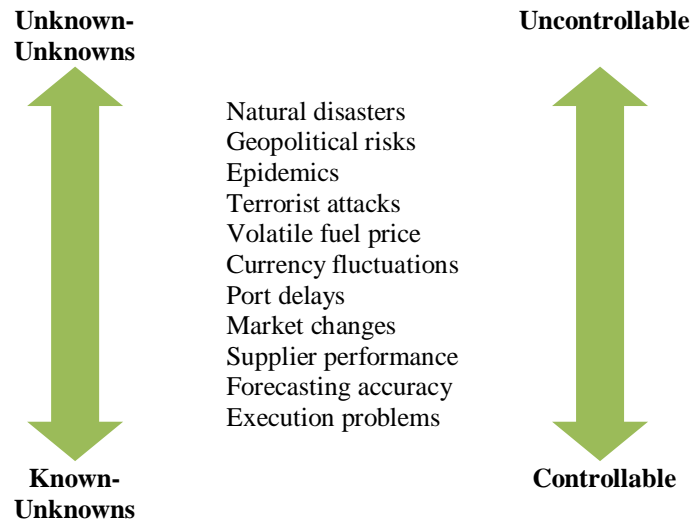 Unknown-
Unknowns
Uncontrollable
Natural disasters
Geopolitical risks
Epidemics
Terrorist attacks
Volatile fuel price
Currency fluctuations
Port delays
Market changes
Supplier performance
Forecasting accuracy
Execution problems
Known-
Unknowns
Controllable